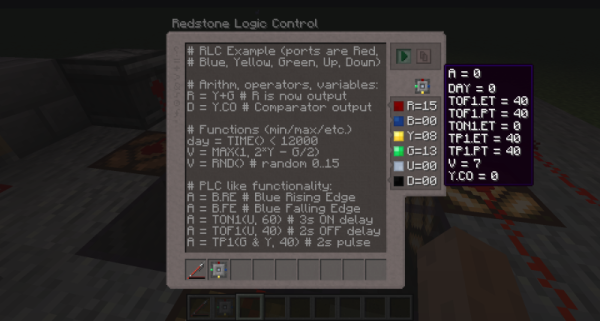 Redstone Logic Control
# RLC Example (ports are Red,
# Blue, Yellow, Green, Up, Down)
# Arithm, operators, variables:
R = Y+G # R is now output
D = Y.CO # Comparator output
# Functions (min/max/etc.)
day = TIME() < 12000
V = MAX(1, 2*Y - G/2)
V = RND() # random 0..15
# PLC like functionality:
A = B.RE # Blue Rising Edge
A = B.FE # Blue Falling Edge
A = TON1(U, 60) # 3s ON delay
A = TOF1(U, 40) # 2s OFF delay
A = TP1(G & Y, 40) # 2s pulse
R=15
B=00
Y=08
G=13
U=00
D=00
A = 0
DAY = 0
TOF1.ET = 40
TOF1.PT = 40
TON1.ET = 0
TP1.ET = 40
TP1.PT = 40
V = 7
Y.CO = 0